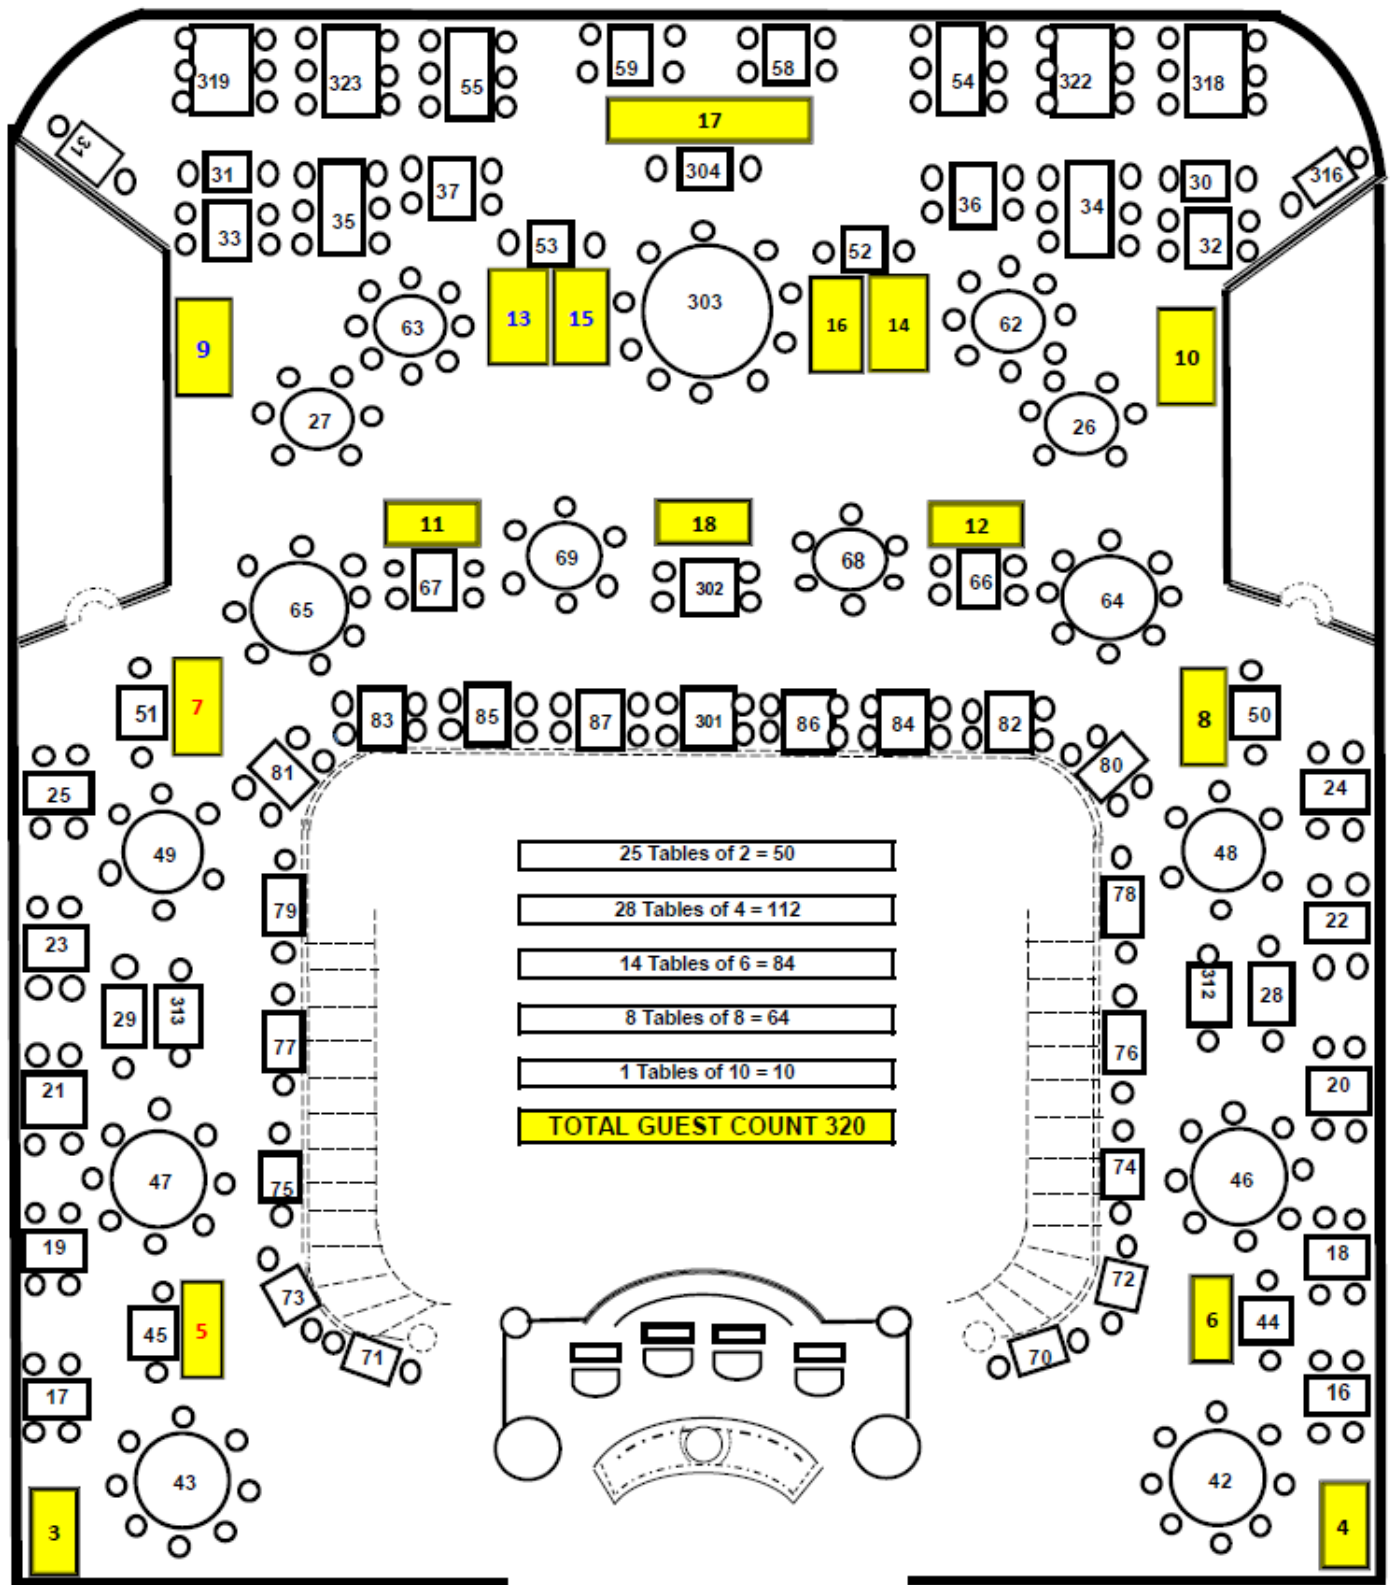 319 323 55 59 58 54 322 318
17
31 31 35 37 304 36 34 30 316
33 32
53 52
63 13 15 303 16 14 62
9 10
27 26
11 18 12
69 68
65 67 302 66 64
51 7 83 85 87 301 86 84 82 8 50
81 80
25 24
49 48
25 Tables of 2 = 50
79 78
28 Tables of 4 = 112
23 22
14 Tables of 6 = 84
29 313 312 28
8 Tables of 8 = 64
77 76
1 Tables of 10 = 10
21 20
TOTAL GUEST COUNT 320
47 75 74 46
19 18
73 72
45 5 6 44
71 70
17 16
43 42
3 4